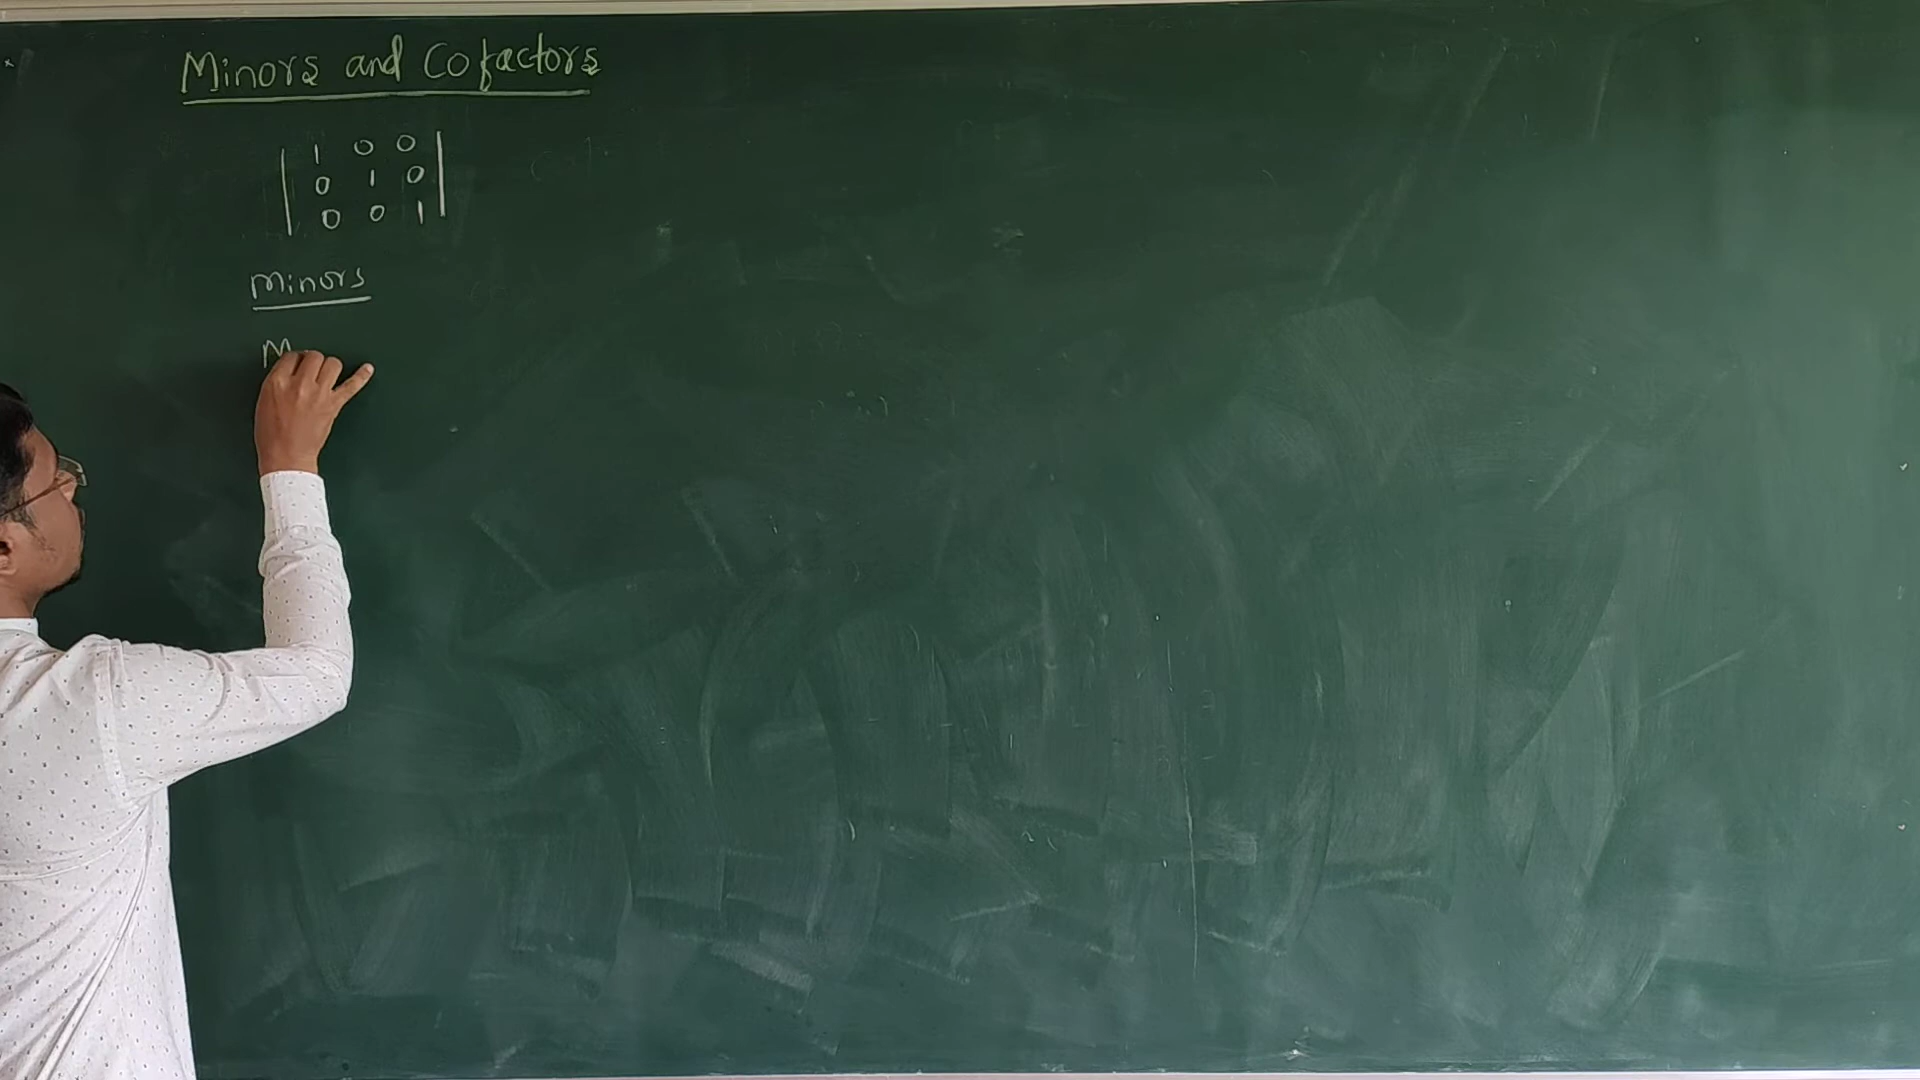 Minors and Cofactors
1 0 0
0 1 0
0 0 1
Minors
M